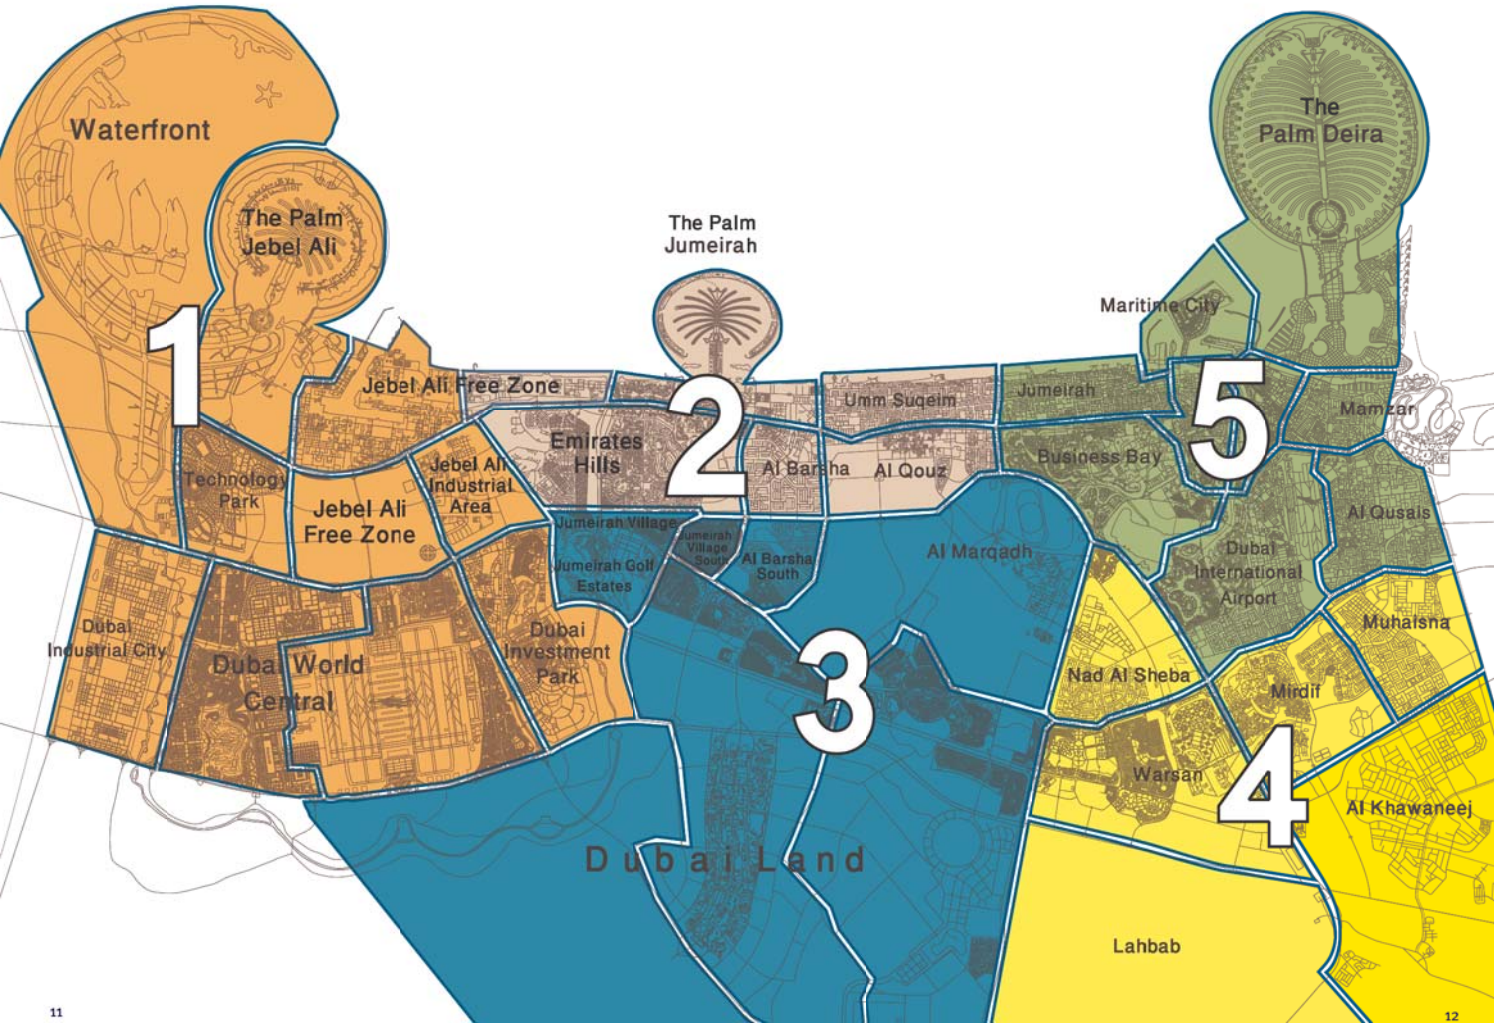 Waterfront
The Palm
Jebel Ali
1
Jebel Ali Free Zone
Technology
Park
Jebel Ali
Free Zone
Jebel Ali
Industrial
Area
Dubai
Industrial City
Dubai World
Central
Dubai
Investment
Park
The Palm
Jumeirah
2
Emirates
Hills
Al Barsha
Umm Suqeim
Al Qouz
Jumeirah Village
Jumeirah
Village
South
Jumeirah Golf
Estates
Al Barsha
South
Al Marqadh
3
Dubai Land
The
Palm Deira
Maritime City
5
Jumeirah
Mamzar
Business Bay
Al Qusais
Dubai
International
Airport
Muhaisna
Nad Al Sheba
Mirdif
Warsan
4
Al Khawaneej
Lahbab
11
12